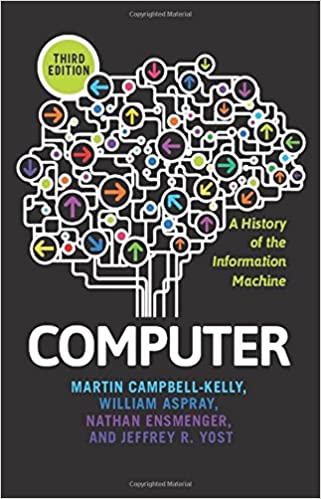 THIRD
EDITION
A History
of the
Information
Machine
COMPUTER
MARTIN CAMPBELL-KELLY,
WILLIAM ASPRAY,
NATHAN ENSMENGER,
AND JEFFREY R. YOST